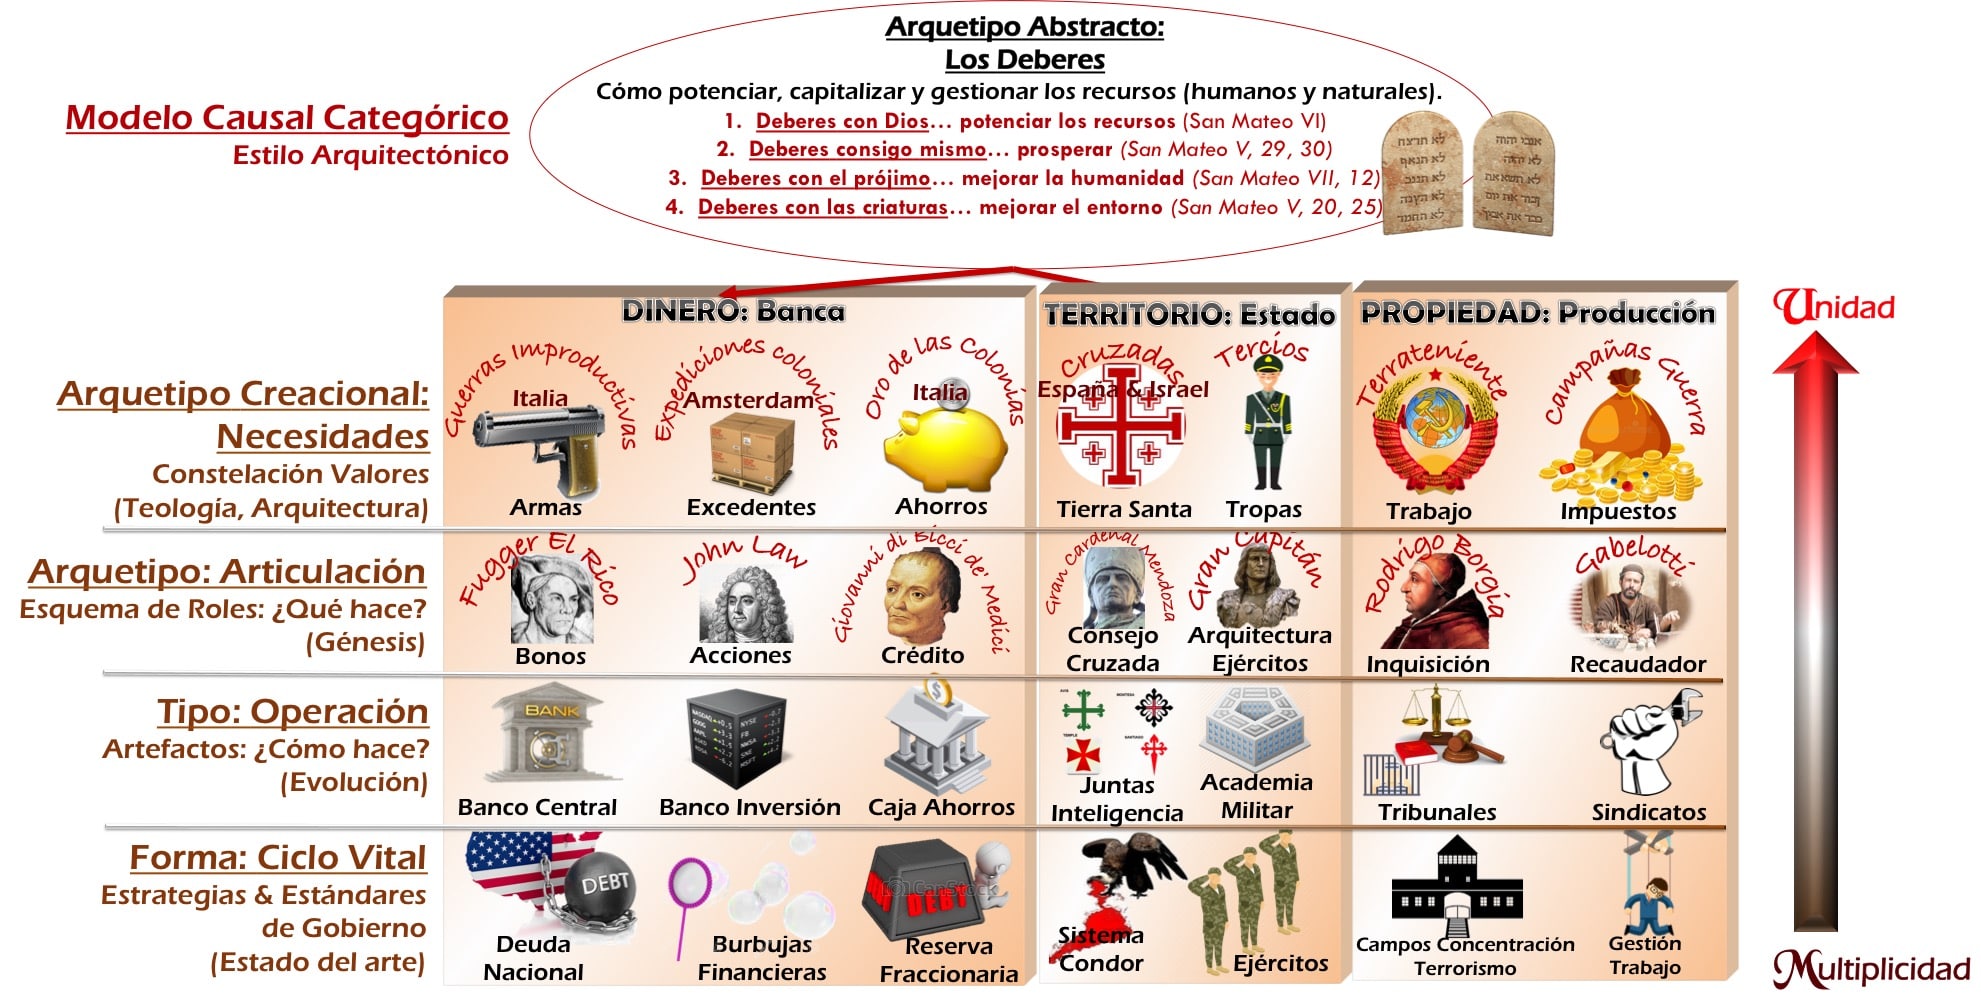 Arquetipo Abstracto:
Los Deberes
Cómo potenciar, capitalizar y gestionar los recursos (humanos y naturales).
1. Deberes con Dios... potenciar los recursos (San Mateo VI)
2. Deberes consigo mismo... prosperar (San Mateo V, 29, 30)
3. Deberes con el prójimo... mejorar la humanidad (San Mateo VII, 12)
4. Deberes con las criaturas... mejorar el entorno (San Mateo V, 20, 25)
Modelo Causal Categórico
Estilo Arquitectónico
לא תרצח
לא תנאף
DINERO: Banca
TERRITORIO: Estado
PROPIEDAD: Producción
Unidad
Arquetipo Creacional:
Necesidades
Constelación Valores
(Teología, Arquitectura)
Guerras Improductivas
Italia
Armas
Expediciones coloniales
Amsterdam
Excedentes
Oro de las Colonias
Italia
Ahorros
Cruzadas
España & Israel
Tierra Santa
Tercios
Tropas
Terrateniente
Trabajo
Campañas Guerra
Impuestos
Arquetipo: Articulación
Esquema de Roles: ¿Qué hace?
(Génesis)
Fugger El Rico
Bonos
John Law
Acciones
Giovanni di Bicci de' Medici
Crédito
Gran Cardenal Mendoza
Consejo
Cruzada
Gran Capitán
Arquitectura
Ejércitos
Rodrigo Borgia
Inquisición
Gabelotti
Recaudador
Tipo: Operación
Artefactos: ¿Cómo hace?
(Evolución)
BANK
Banco Central
Banco Inversión
$
Caja Ahorros
AVIS
MONTESA
TEMPLE
SANTIAGO
Juntas
Inteligencia
Academia
Militar
Tribunales
Sindicatos
Forma: Ciclo Vital
Estrategias & Estándares
de Gobierno
(Estado del arte)
DEBT
Deuda
Nacional
Burbujas
Financieras
CanStock
DEBT
Reserva
Fraccionaria
Sistema
Condor
Ejércitos
Campos Concentración
Terrorismo
Gestión
Trabajo
Multiplicidad